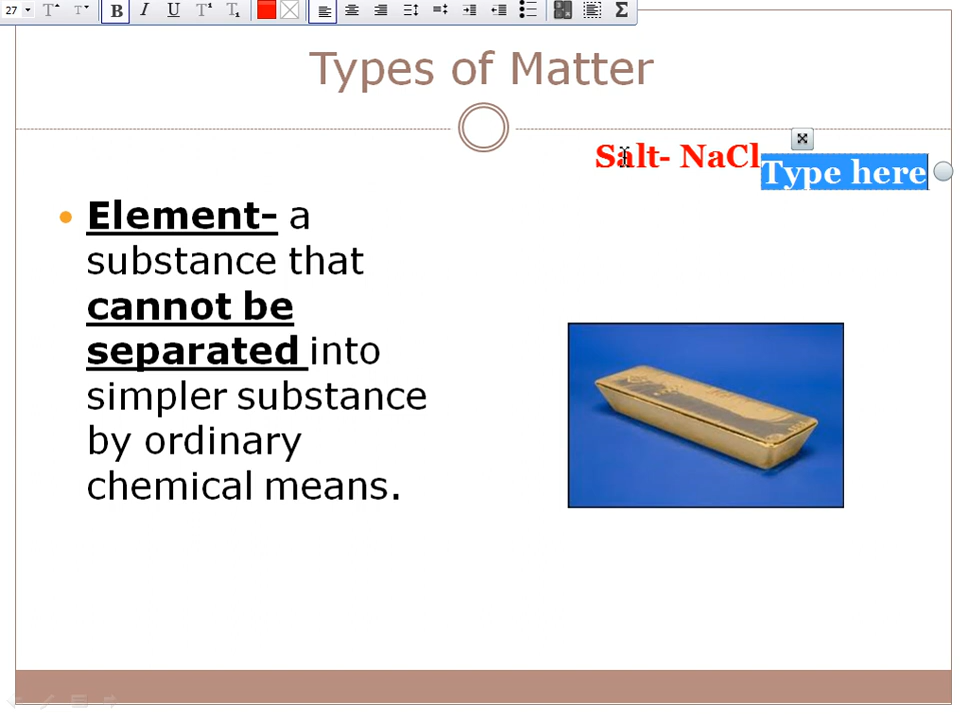 27
Types of Matter
Salt- NaCl
Type here
Element- a
substance that
cannot be
separated into
simpler substance
by ordinary
chemical means.